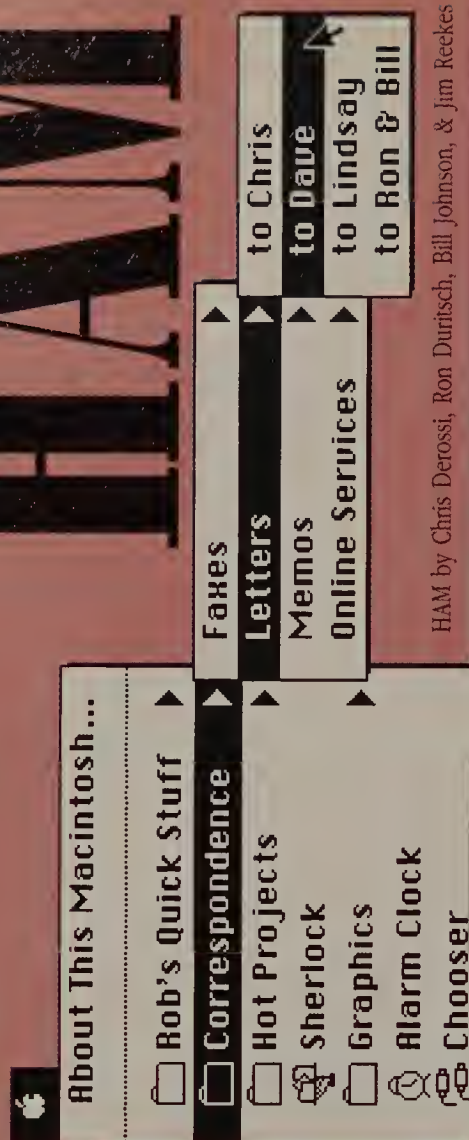 HAM
About This Macintosh...
Rob's Quick Stuff
Correspondence
Hot Projects
Sherlock
Graphics
Alarm Clock
Chooser
Faxes
Letters
Memos
Online Services
to Chris
to Dave
to Lindsay
to Ron & Bill
HAM by Chris Derossi, Ron Duritsch, Bill Johnson, & Jim Reekes